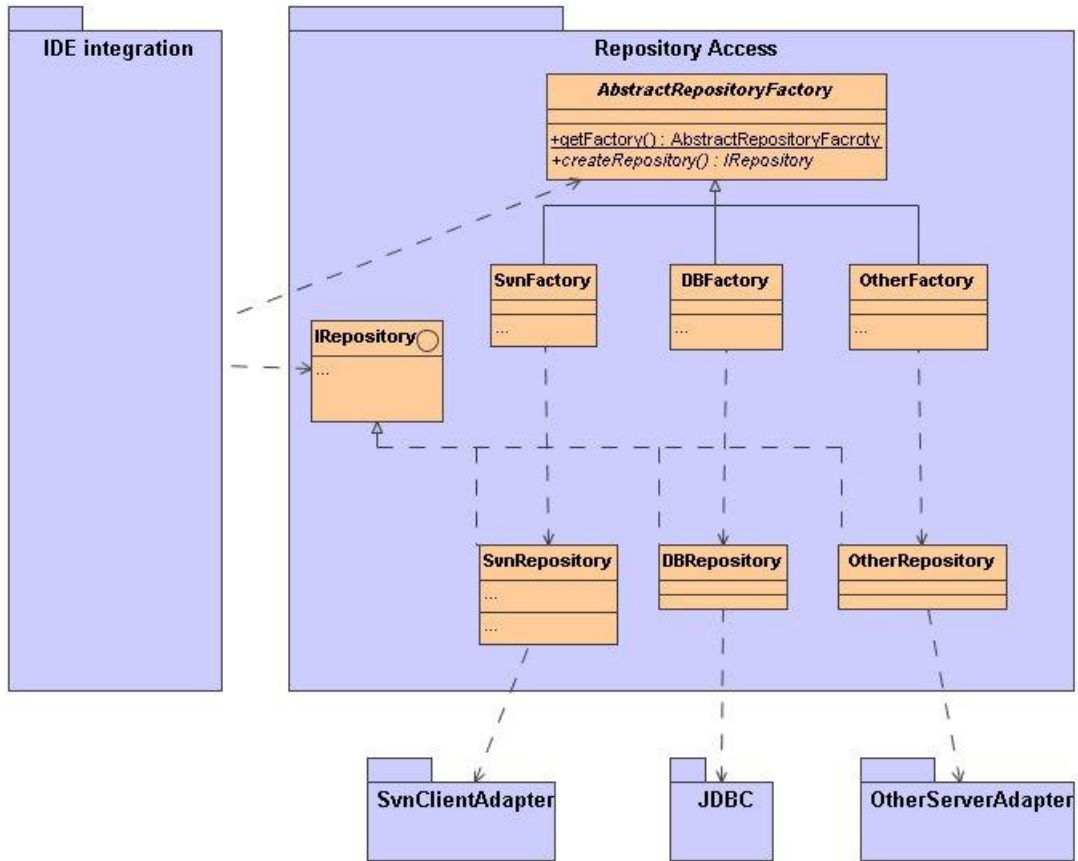 IDE integration
Repository Access
AbstractRepositoryFactory
+getFactory() : AbstractRepositoryFacroty
+createRepository() : IRepository
SvnFactory
...
DBFactory
...
OtherFactory
...
IRepository
...
SvnRepository
...
...
DBRepository
OtherRepository
SvnClientAdapter
JDBC
OtherServerAdapter